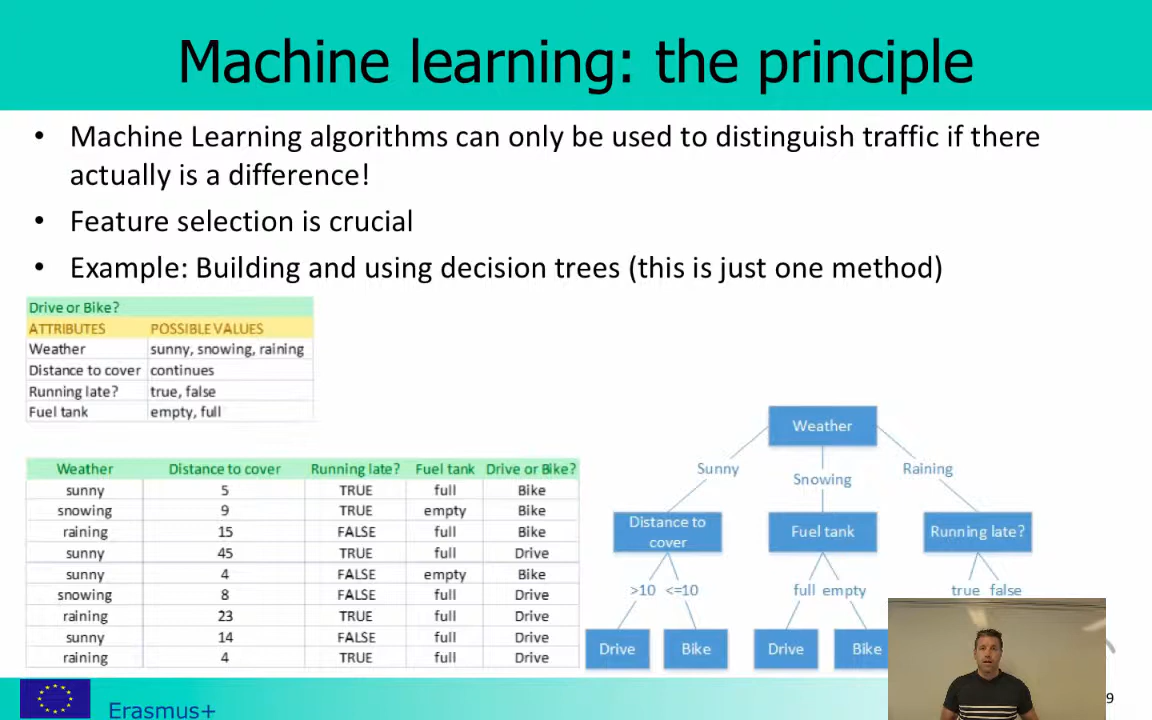 Machine learning: the principle
• Machine Learning algorithms can only be used to distinguish traffic if there
actually is a difference!
• Feature selection is crucial
• Example: Building and using decision trees (this is just one method)
Drive or Bike?
ATTRIBUTES POSSIBLE VALUES
Weather sunny, snowing, raining
Distance to cover continues
Running late? true, false
Fuel tank empty, full
Weather Distance to cover Running late? Fuel tank Drive or Bike?
sunny 5 TRUE full Bike
snowing 9 TRUE empty Bike
raining 15 FALSE full Bike
sunny 45 TRUE full Drive
sunny 4 FALSE empty Bike
snowing 8 FALSE full Drive
raining 23 TRUE full Drive
sunny 14 FALSE full Drive
raining 4 TRUE full Drive
Weather
Sunny Snowing Raining
Distance to
cover
Fuel tank
Running late?
>10 <=10 full empty true false
Drive Bike Drive Bike
Erasmus+
9